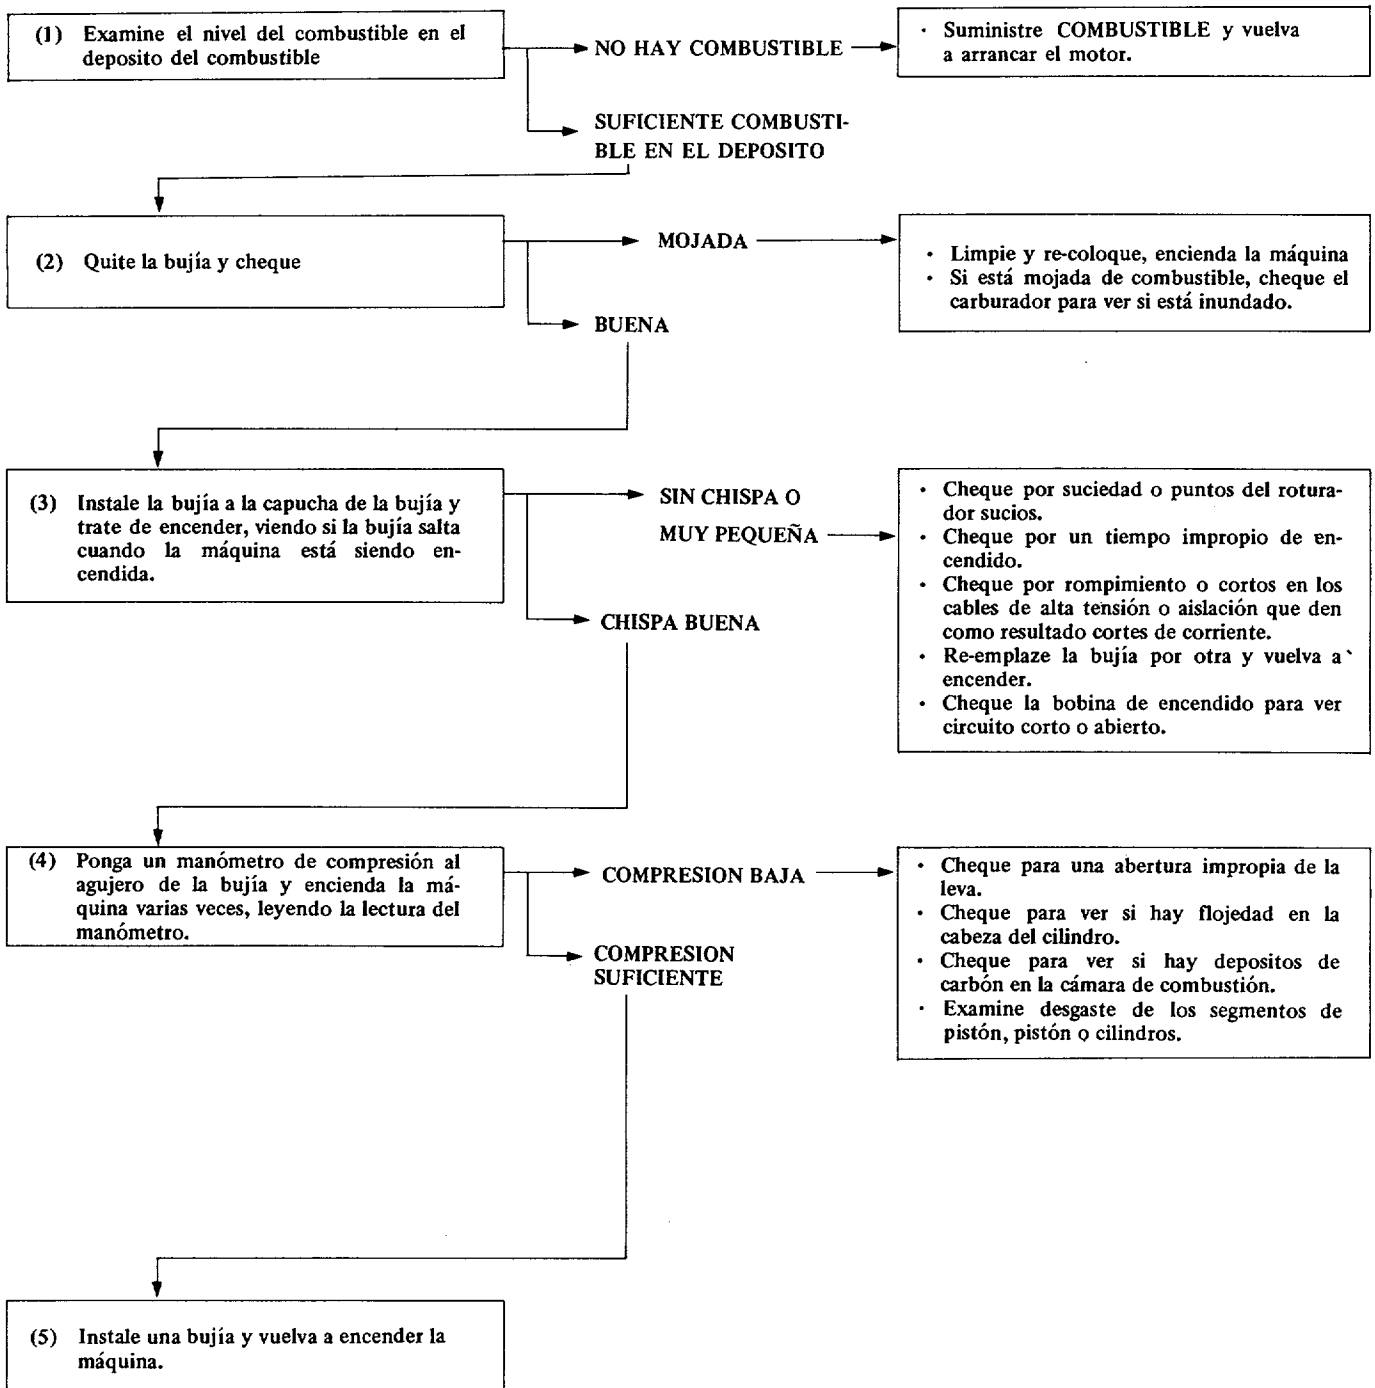 (1) Examine el nivel del combustible en el
deposito del combustible
NO HAY COMBUSTIBLE
· Suministre COMBUSTIBLE y vuelva
a arrancar el motor.
SUFICIENTE COMBUSTI-
BLE EN EL DEPOSITO
(2) Quite la bujía y cheque
MOJADA
· Limpie y re-coloque, encienda la máquina
· Si está mojada de combustible, cheque el
carburador para ver si está inundado.
BUENA
(3) Instale la bujía a la capucha de la bujía y
trate de encender, viendo si la bujía salta
cuando la máquina está siendo en-
cendida.
SIN CHISPA O
MUY PEQUEÑA
· Cheque por suciedad o puntos del rotura-
dor sucios.
· Cheque por un tiempo impropio de en-
cendido.
· Cheque por rompimiento o cortos en los
cables de alta tensión o aislación que den
como resultado cortes de corriente.
· Re-emplaze la bujía por otra y vuelva a
encender.
· Cheque la bobina de encendido para ver
circuito corto o abierto.
CHISPA BUENA
(4) Ponga un manómetro de compresión al
agujero de la bujía y encienda la má-
quina varias veces, leyendo la lectura del
manómetro.
COMPRESION BAJA
· Cheque para una abertura impropia de la
leva.
· Cheque para ver si hay flojedad en la
cabeza del cilindro.
· Cheque para ver si hay depositos de
carbón en la cámara de combustión.
· Examine desgaste de los segmentos de
pistón, pistón o cilindros.
COMPRESION
SUFICIENTE
(5) Instale una bujía y vuelva a encender la
máquina.